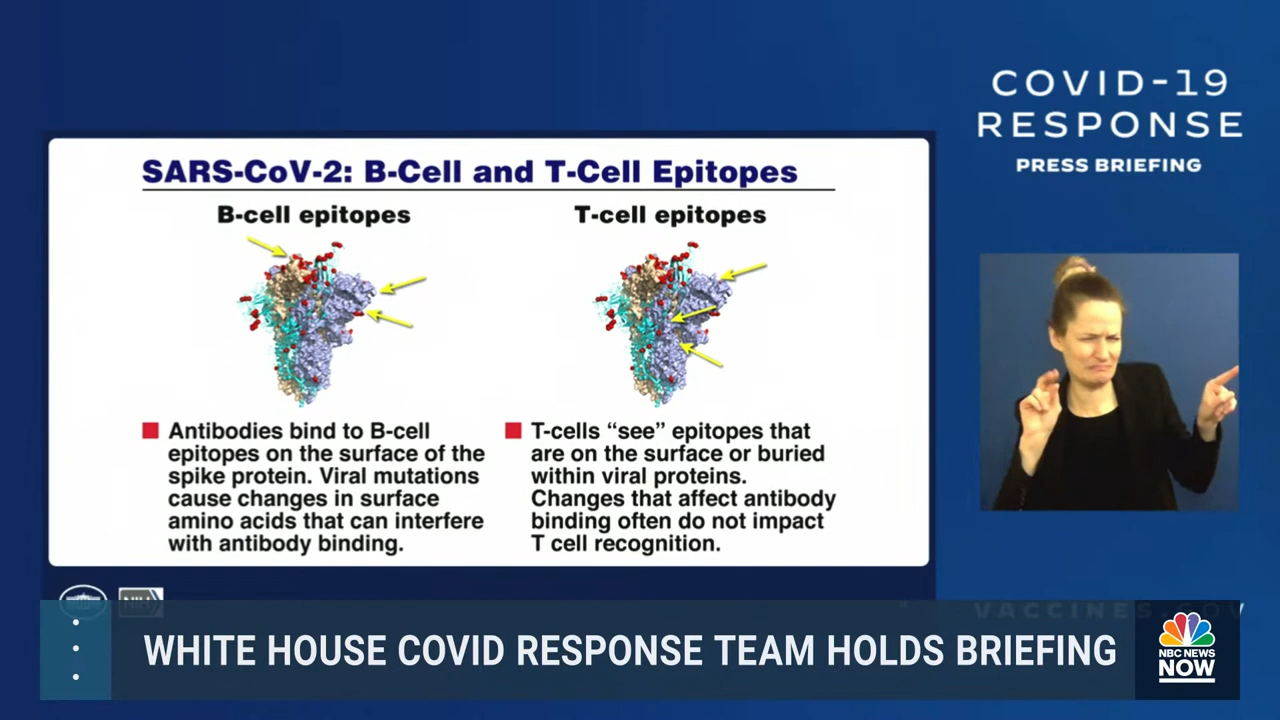 COVID-19
RESPONSE
PRESS BRIEFING
SARS-CoV-2: B-Cell and T-Cell Epitopes
B-cell epitopes
T-cell epitopes
Antibodies bind to B-cell
epitopes on the surface of the
spike protein. Viral mutations
cause changes in surface
amino acids that can interfere
with antibody binding.
T-cells “see” epitopes that
are on the surface or buried
within viral proteins.
Changes that affect antibody
binding often do not impact
T cell recognition.
NIH
VACCINES.GOV
WHITE HOUSE COVID RESPONSE TEAM HOLDS BRIEFING
NBC NEWS
NOW